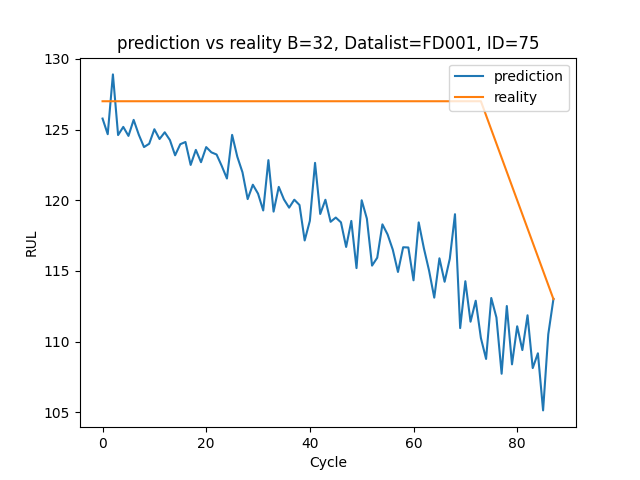 prediction vs reality B=32, Datalist=FD001, ID=75
prediction
reality
130
125
120
115
110
105
RUL
0 20 40 60 80
Cycle